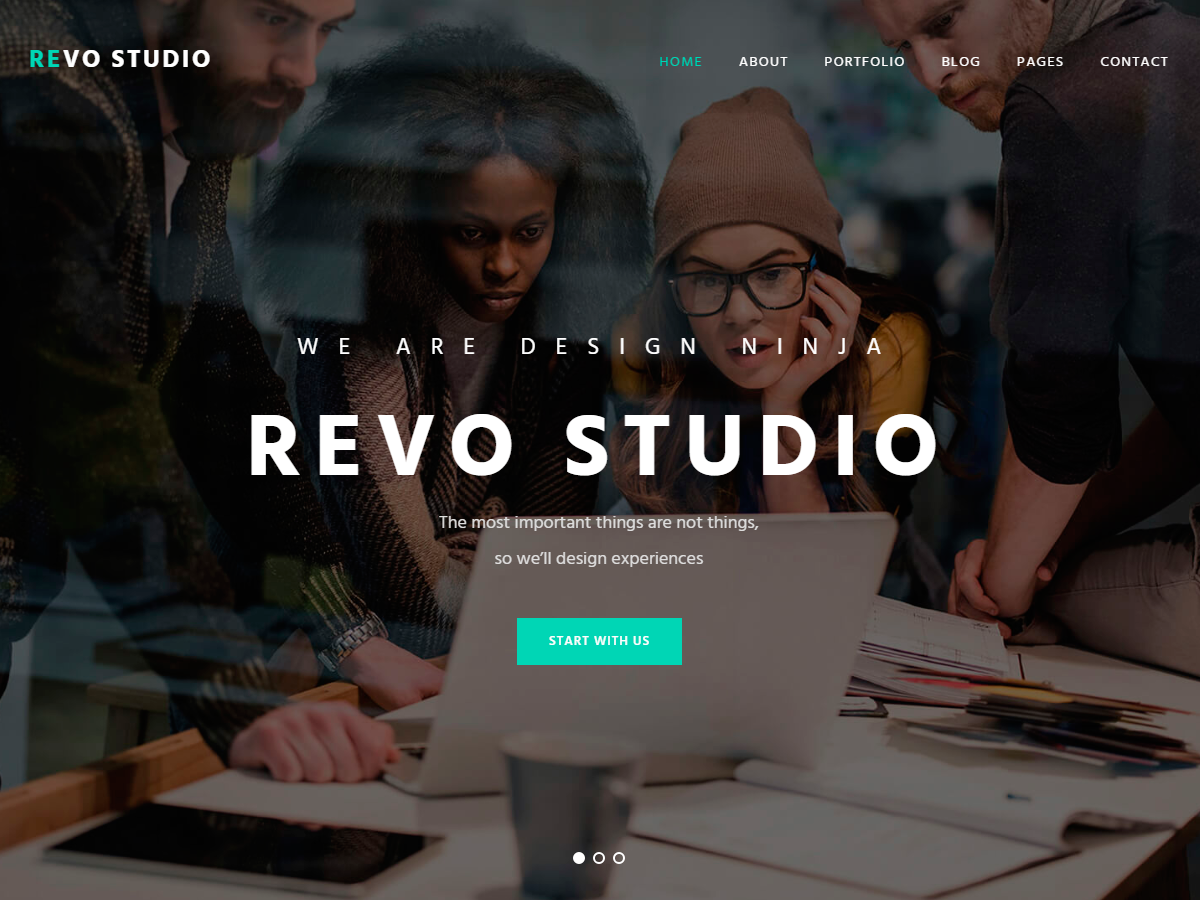 REVO STUDIO
HOME ABOUT PORTFOLIO BLOG PAGES CONTACT
WE ARE DESIGN NINJA
REVO STUDIO
The most important things are not things,
so we’ll design experiences
START WITH US